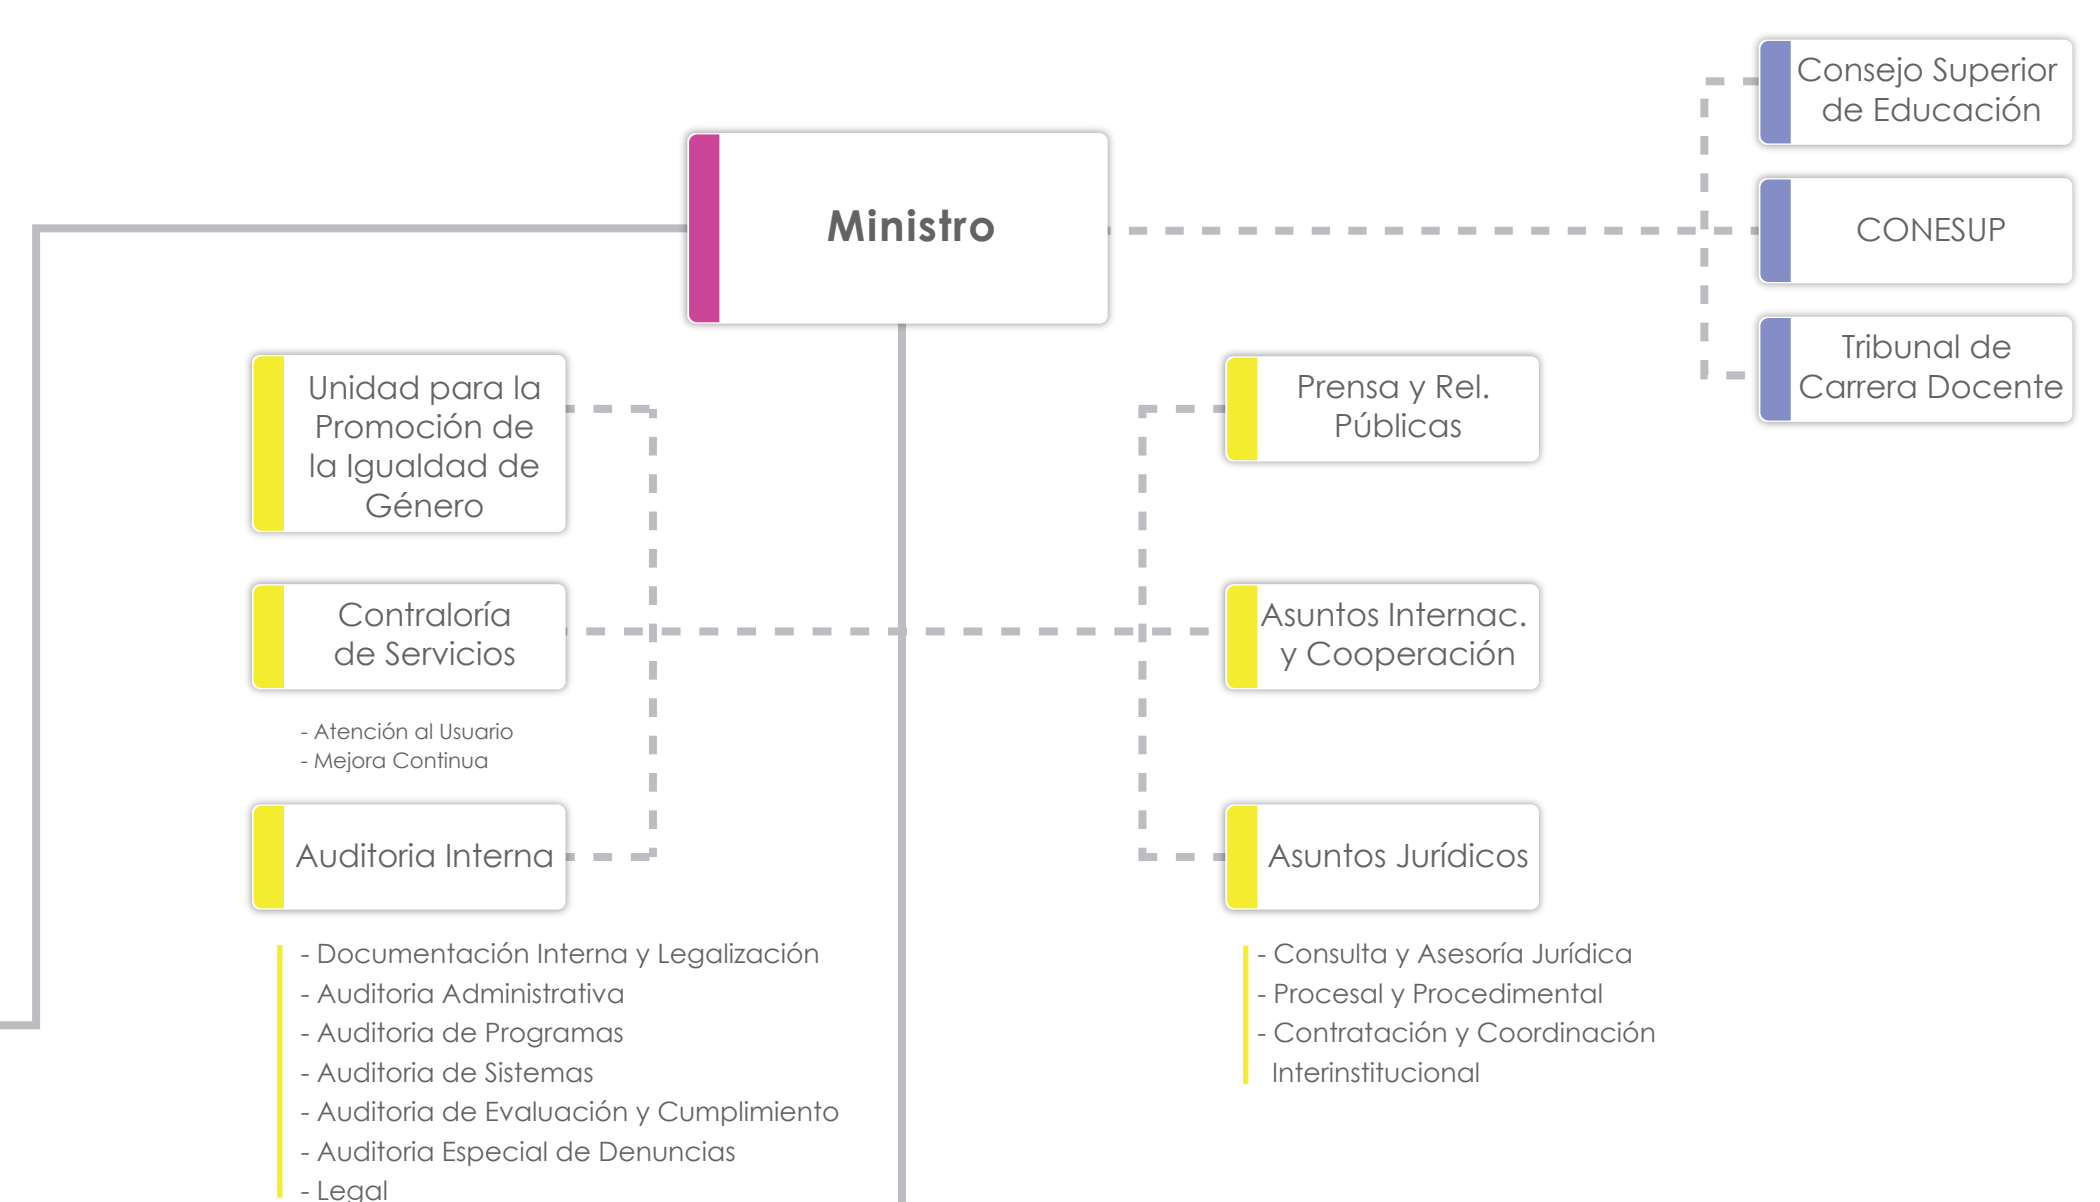 Consejo Superior
de Educación
Ministro
CONESUP
Tribunal de
Carrera Docente
Unidad para la
Promoción de
la Igualdad de
Género
Prensa y Rel.
Públicas
Contraloría
de Servicios
- Atención al Usuario
- Mejora Continua
Asuntos Internac.
y Cooperación
Auditoria Interna
- Documentación Interna y Legalización
- Auditoria Administrativa
- Auditoria de Programas
- Auditoria de Sistemas
- Auditoria de Evaluación y Cumplimiento
- Auditoria Especial de Denuncias
- Legal
Asuntos Jurídicos
- Consulta y Asesoría Jurídica
- Procesal y Procedimental
- Contratación y Coordinación
Interinstitucional